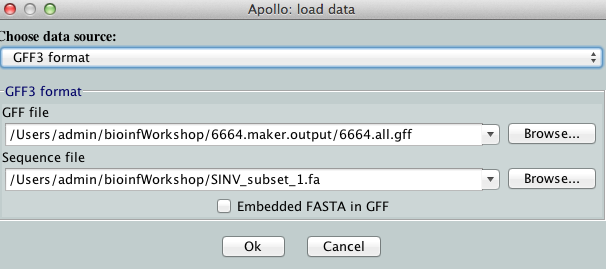 Apollo: load data
Choose data source:
GFF3 format
GFF3 format
GFF file
/Users/admin/bioinfWorkshop/6664.maker.output/6664.all.gff
Browse...
Sequence file
/Users/admin/bioinfWorkshop/SINV_subset_1.fa
Browse...
Embedded FASTA in GFF
Ok Cancel